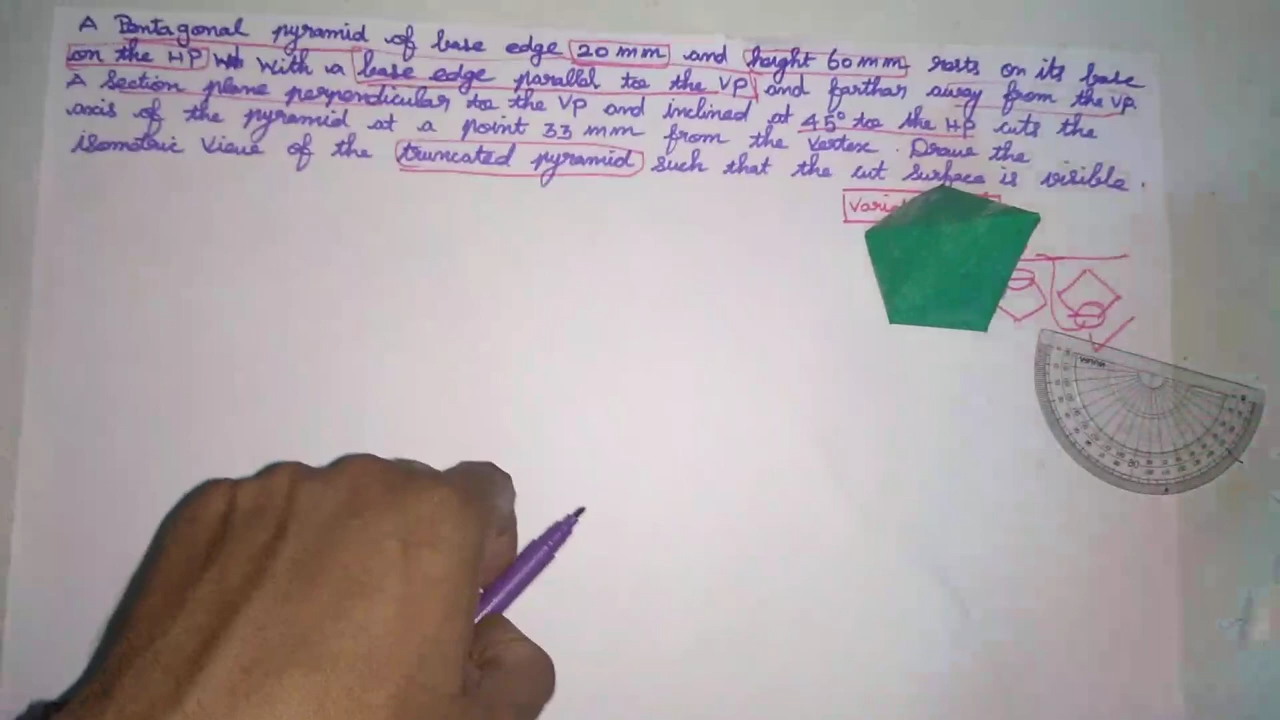 A Pentagonal pyramid of base edge 20 mm and height 60 mm rests on its base
on the HP with a base edge parallel to the VP and farther away from the VP.
A section plane perpendicular to the VP and inclined at 45° to the HP cuts the
axis of the pyramid at a point 33 mm from the vertex. Draw the
isometric view of the truncated pyramid such that the cut surface is visible.